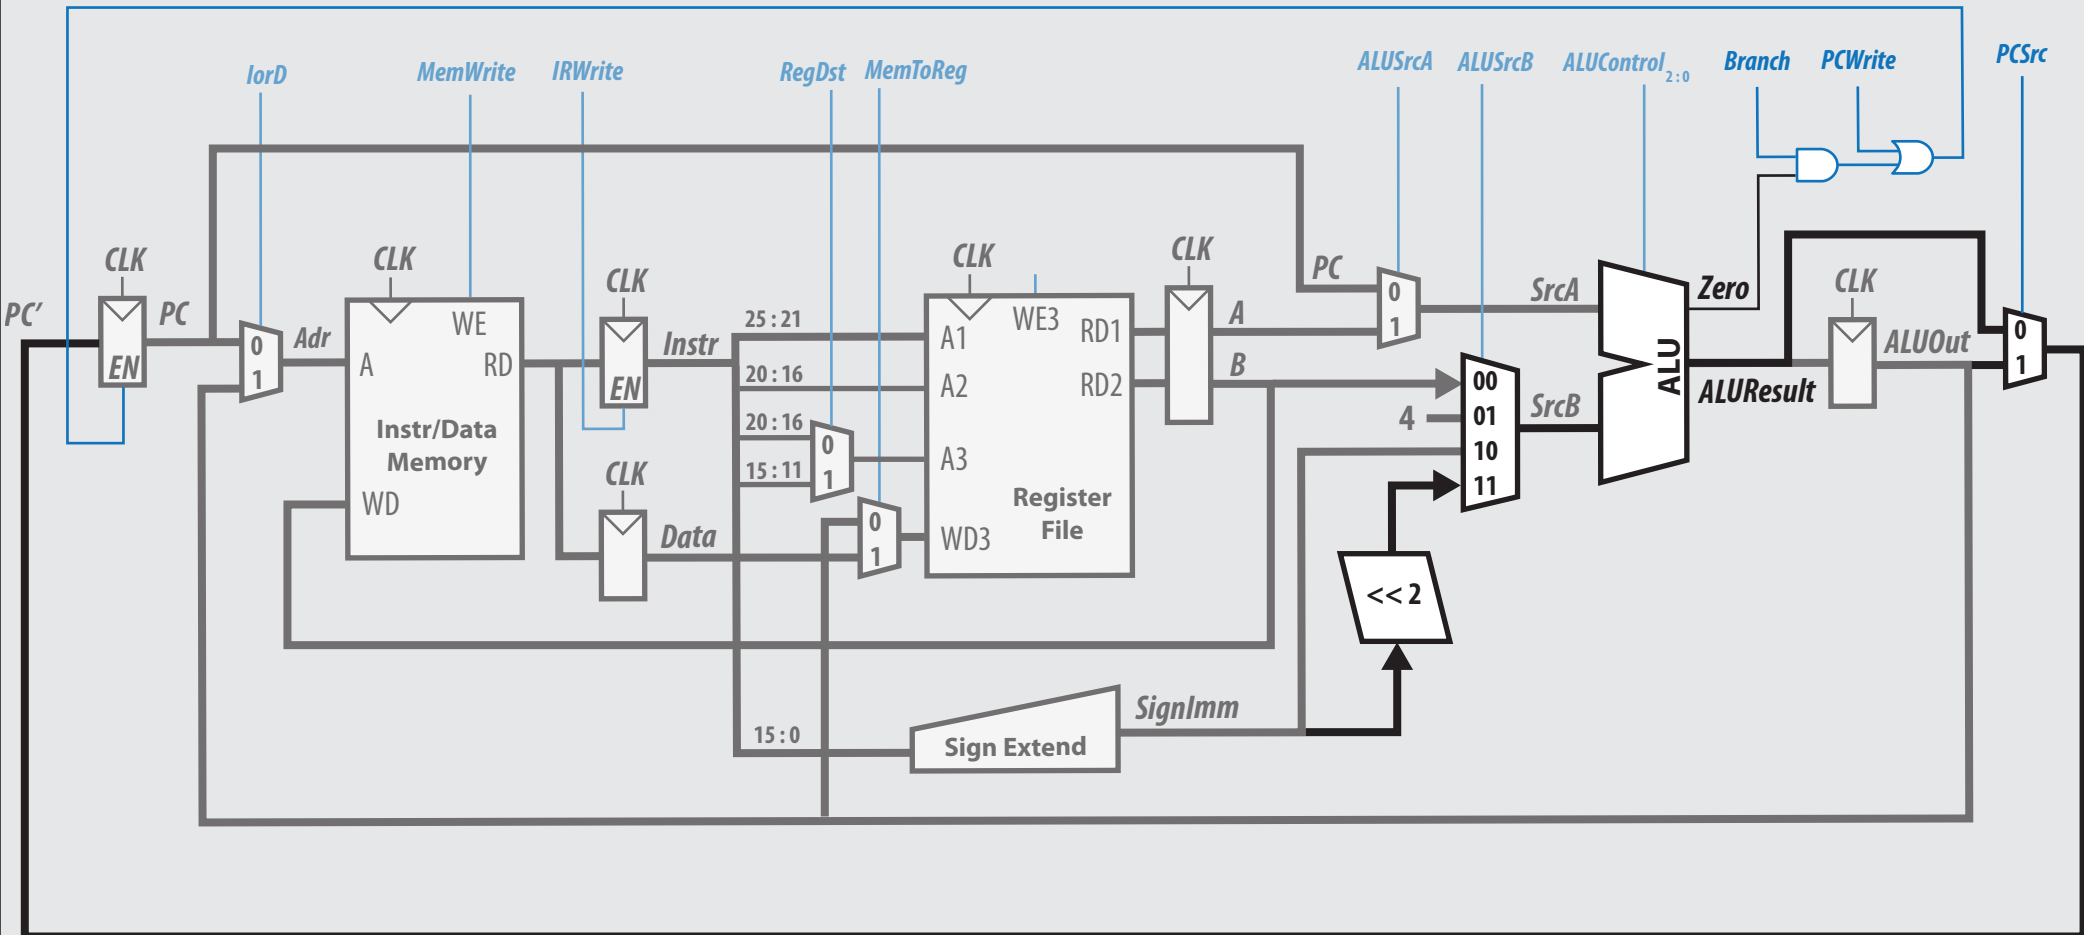 IorD
MemWrite
IRWrite
RegDst
MemToReg
ALUSrcA
ALUSrcB
ALUControl 2:0
Branch
PCWrite
PCSrc
PC′
CLK
EN
PC
0
1
Adr
CLK
WE
A
RD
Instr/Data
Memory
WD
CLK
EN
Instr
CLK
Data
25:21
20:16
20:16
15:11
15:0
0
1
0
1
CLK
WE3
A1
RD1
A2
RD2
A3
WD3
Register
File
CLK
A
B
PC
0
1
SrcA
4
00
01
10
11
SrcB
<< 2
Sign Extend
SignImm
ALU
Zero
ALUResult
CLK
ALUOut
0
1